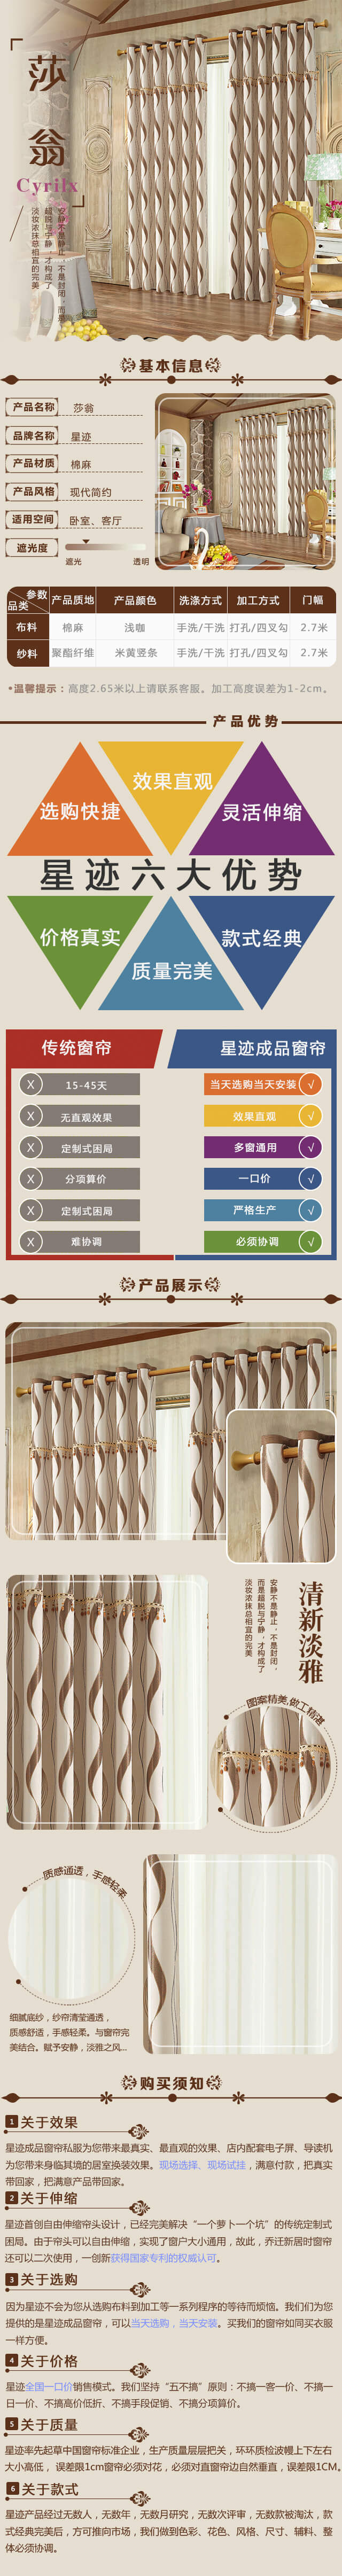 莎翁
Cyrilx
安静不是静止，不是封闭，而是
超脱与宁静，才构成了
淡妆浓抹总相宜的完美
基本信息
产品名称 莎翁
品牌名称 星迹
产品材质 棉麻
产品风格 现代简约
适用空间 卧室、客厅
遮光度
遮光 透明
参数 品类 产品质地 产品颜色 洗涤方式 加工方式 门幅
布料 棉麻 浅咖 手洗/干洗 打孔/四叉勾 2.7米
纱料 聚酯纤维 米黄竖条 手洗/干洗 打孔/四叉勾 2.7米
•温馨提示：高度2.65米以上请联系客服。加工高度误差为1-2cm。
产品优势
选购快捷 效果直观 灵活伸缩
星迹六大优势
价格真实 质量完美 款式经典
传统窗帘 星迹成品窗帘
X 15-45天 当天选购当天安装 √
X 无直观效果 效果直观 √
X 定制式困局 多窗通用 √
X 分项算价 一口价 √
X 定制式困局 严格生产 √
X 难协调 必须协调 √
产品展示
清新淡雅
安静不是静止，不是封闭，
而是超脱与宁静，才构成了
淡妆浓抹总相宜的完美
图案精美,做工精湛
质感通透，手感轻柔
细腻底纱，纱帘清莹通透，
质感舒适，手感轻柔。与窗帘完
美结合。赋予安静，淡雅之风...
购买须知
1 关于效果
星迹成品窗帘私服为您带来最真实、最直观的效果、店内配套电子屏、导读机
为您带来身临其境的居室换装效果。现场选择、现场试挂，满意付款，把真实
带回家，把满意产品带回家。
2 关于伸缩
星迹首创自由伸缩帘头设计，已经完美解决“一个萝卜一个坑”的传统定制式
困局。由于帘头可以自由伸缩，实现了窗户大小通用，故此，乔迁新居时窗帘
还可以二次使用，一创新获得国家专利的权威认可。
3 关于选购
因为星迹不会为您从选购布料到加工等一系列程序的等待而烦恼。我们们为您
提供的是星迹成品窗帘，可以当天选购，当天安装。买我们的窗帘如同买衣服
一样方便。
4 关于价格
星迹全国一口价销售模式。我们坚持“五不搞”原则：不搞一客一价、不搞一
日一价、不搞高价低折、不搞手段促销、不搞分项算价。
5 关于质量
星迹率先起草中国窗帘标准企业，生产质量层层把关，环环质检波幔上下左右
大小高低， 误差限1cm窗帘必须对花，必须对直窗帘边自然垂直，误差限1CM。
6 关于款式
星迹产品经过无数人，无数年，无数月研究，无数次评审，无数款被淘汰，款
式经典完美后，方可推向市场，我们做到色彩、花色、风格、尺寸、辅料、整
体必须协调。